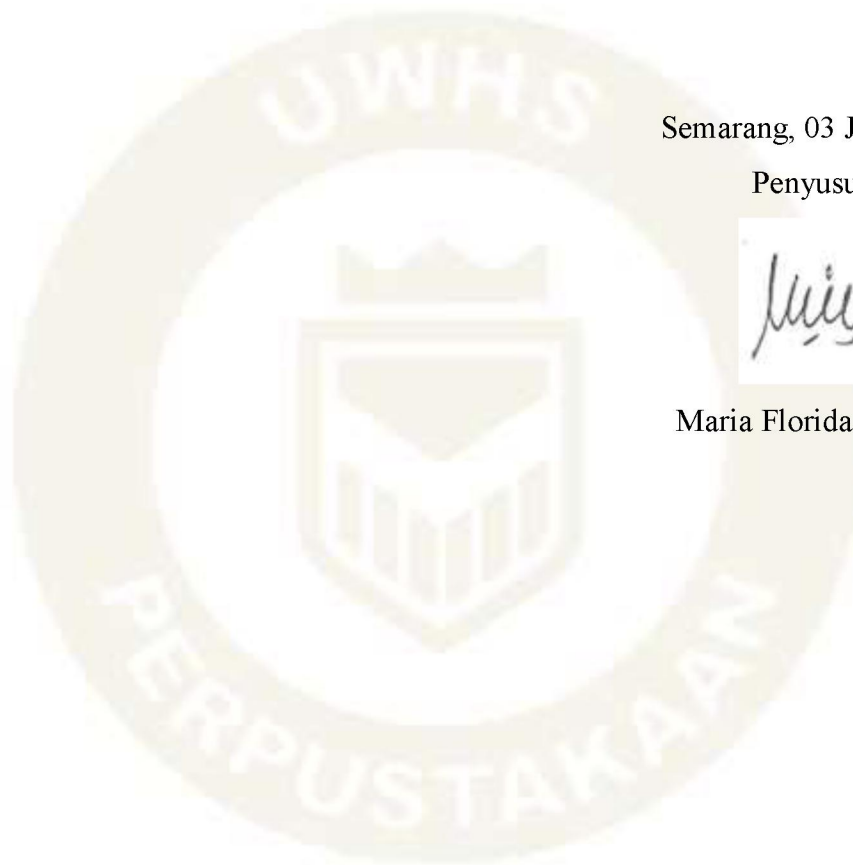 UWHS
Semarang, 03 J
Penyusu
Maria Florida
PERPUSTAKAAN